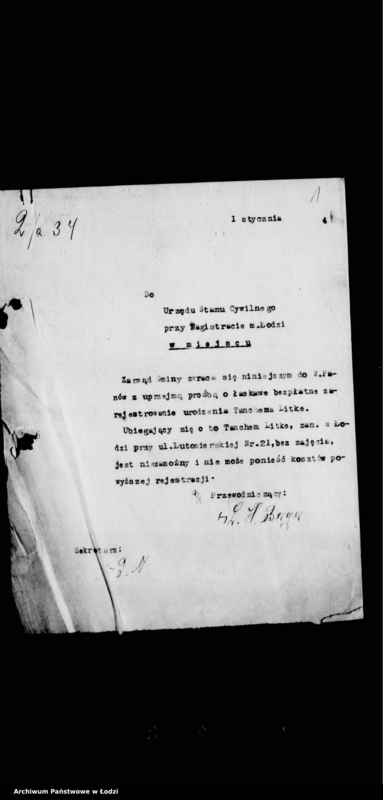 1
2/a 34
I stycznia 4
Do
Urzędu Stanu Cywilnego
przy Magistracie m.Łodzi
w miejscu
Zarząd Gminy zwraca się niniejszym do W.Pa-
nów z uprzejmą prośbą o łaskawe bezpłatne za-
rejestrowanie urodzenia Tanchema Litke.
Ubiegający się o to Tanchem Litke, zam. w Ło-
dzi przy ul.Lutomierskiej Nr.21,bez zajęcia,
jest niezamożny i nie może ponieść kosztów po-
wyższej rejestracji.
Przewodniczący:
Sekretarz:
Archiwum Państwowe w Łodzi